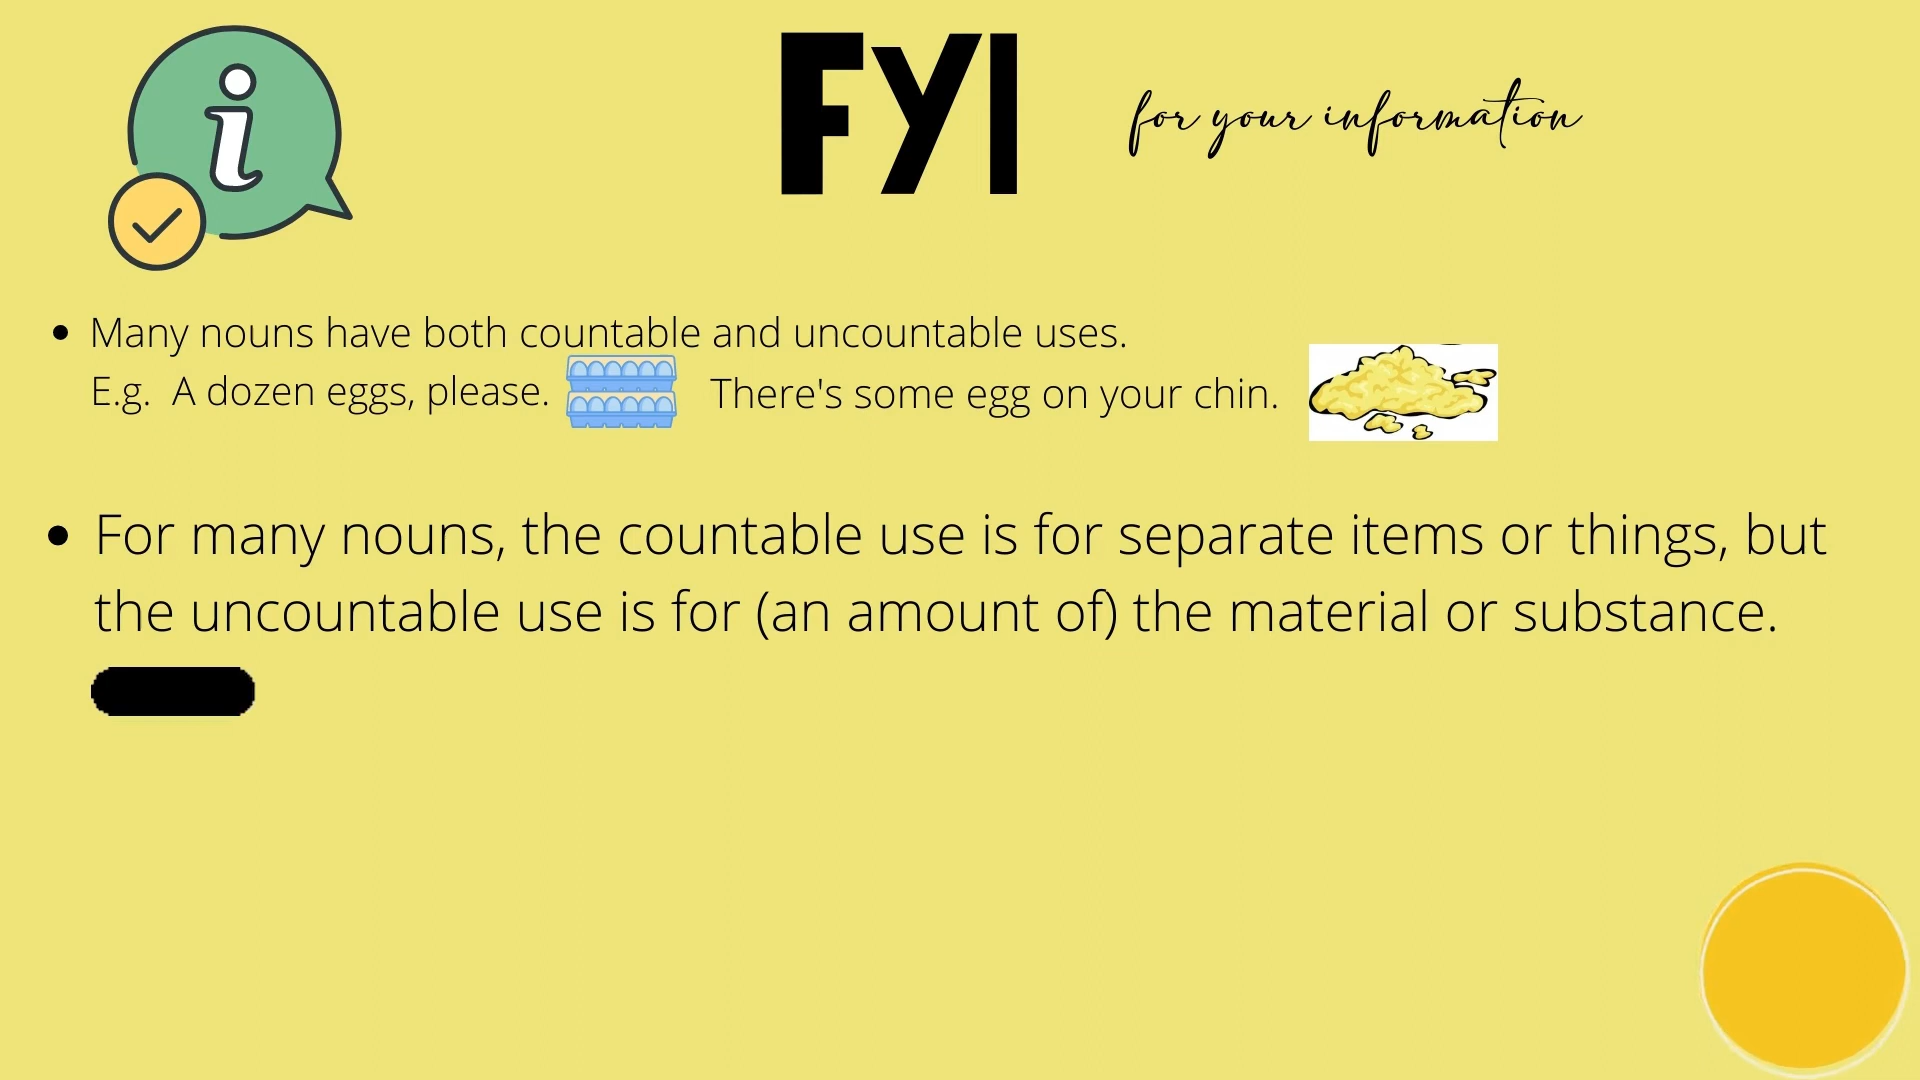 FYI for your information
• Many nouns have both countable and uncountable uses.
E.g. A dozen eggs, please. There's some egg on your chin.
• For many nouns, the countable use is for separate items or things, but
the uncountable use is for (an amount of) the material or substance.